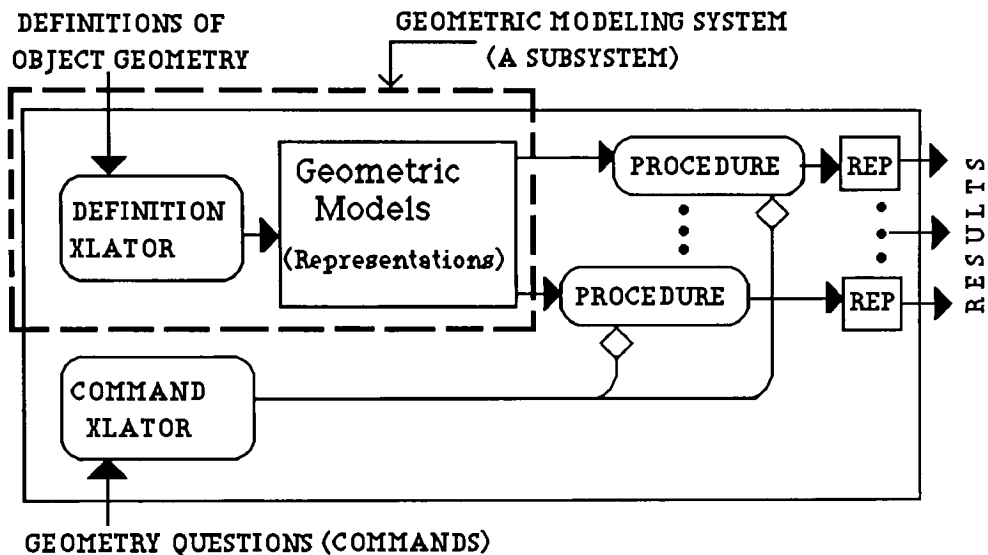 DEFINITIONS OF
OBJECT GEOMETRY
GEOMETRIC MODELING SYSTEM
(A SUBSYSTEM)
DEFINITION
XLATOR
Geometric
Models
(Representations)
PROCEDURE
REP
PROCEDURE
REP
RESULTS
COMMAND
XLATOR
GEOMETRY QUESTIONS (COMMANDS)